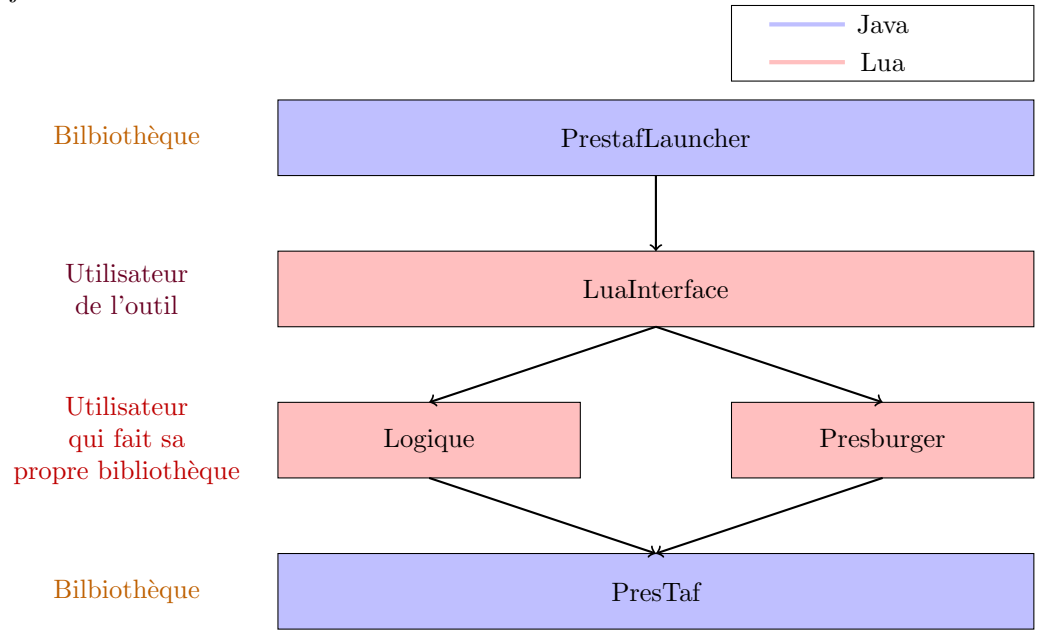 Java
Lua
Bilbiothèque
PrestafLauncher
Utilisateur
de l'outil
LuaInterface
Utilisateur
qui fait sa
propre bibliothèque
Logique
Presburger
Bilbiothèque
PresTaf